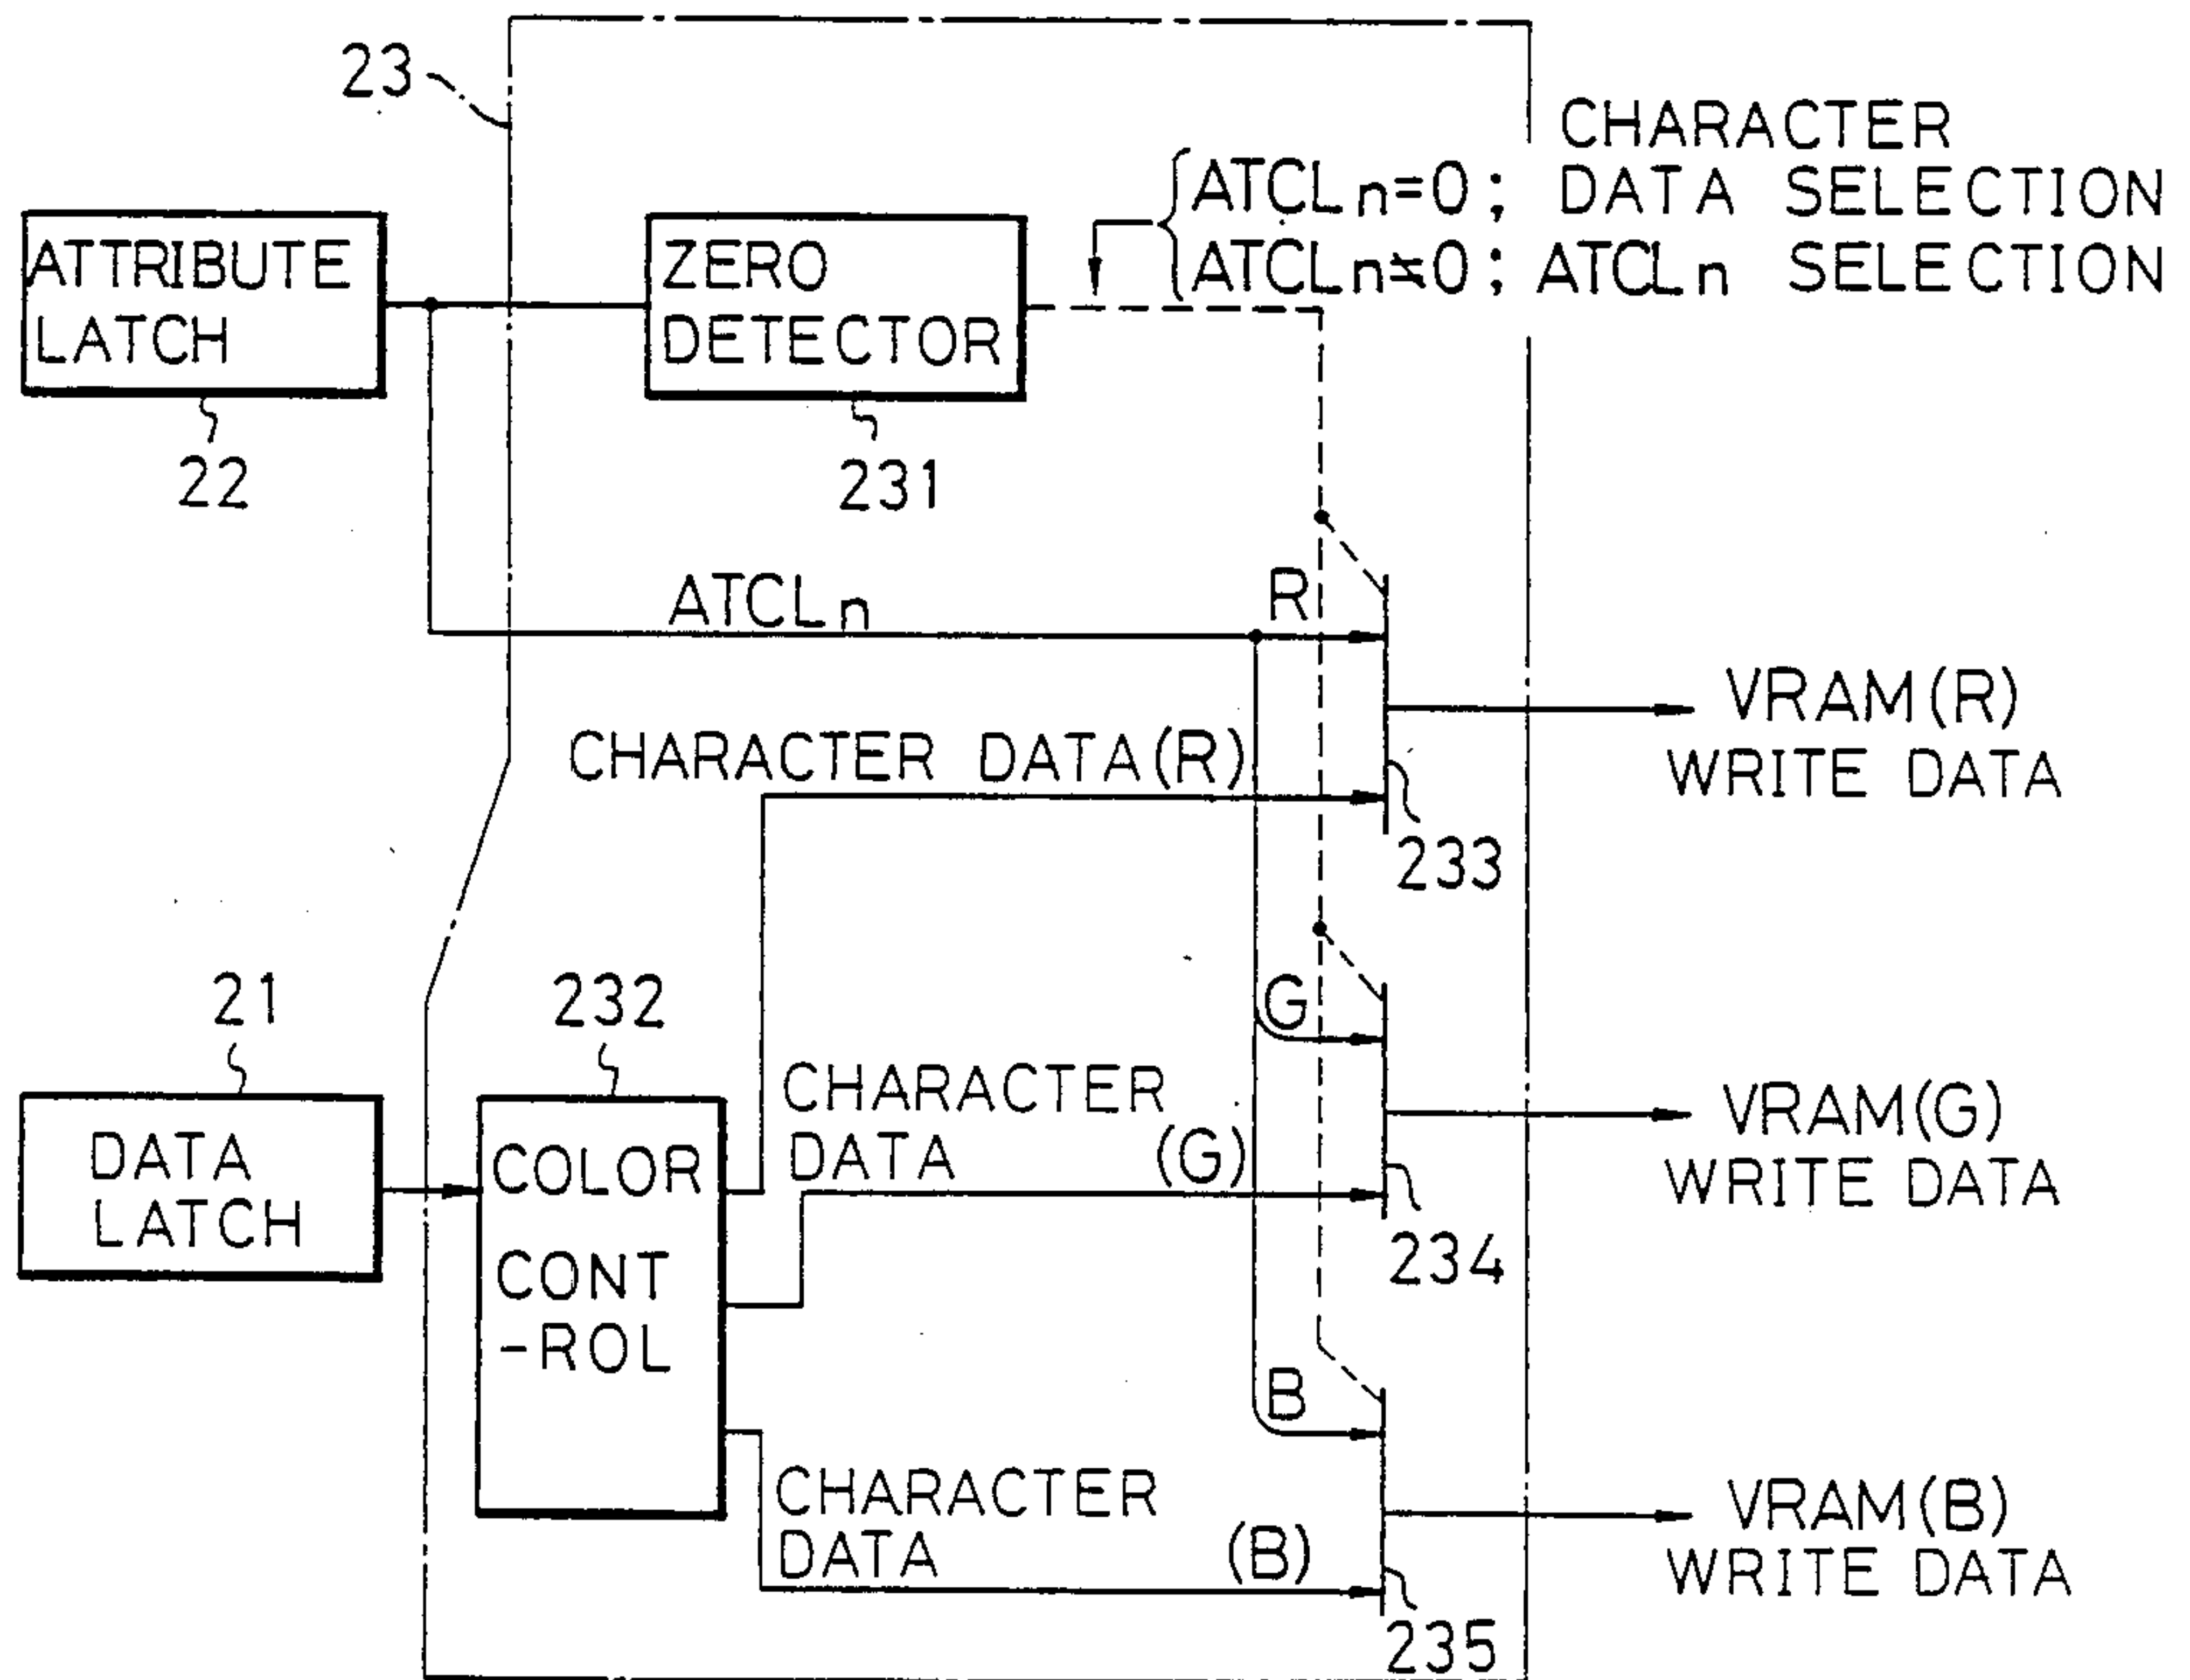 23
CHARACTER
ATCLn=0; DATA SELECTION
ATCLn≠0; ATCLn SELECTION
ATTRIBUTE
LATCH
ZERO
DETECTOR
22
231
ATCLn
R
VRAM(R)
WRITE DATA
CHARACTER DATA(R)
233
21
232
G
CHARACTER
DATA (G)
VRAM(G)
WRITE DATA
DATA
LATCH
COLOR
CONT
-ROL
234
B
CHARACTER
DATA (B)
VRAM(B)
WRITE DATA
235